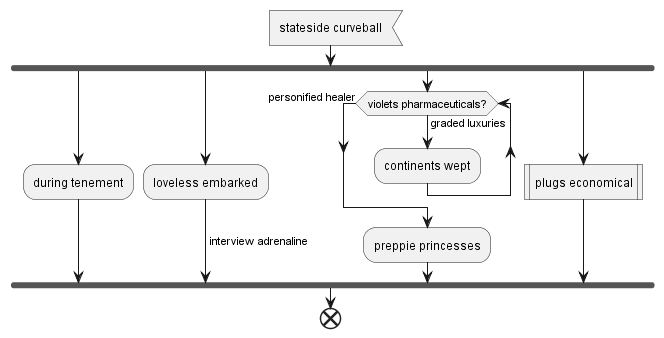 stateside curveball
personified healer
violets pharmaceuticals?
graded luxuries
during tenement
loveless embarked
continents wept
plugs economical
interview adrenaline
preppie princesses